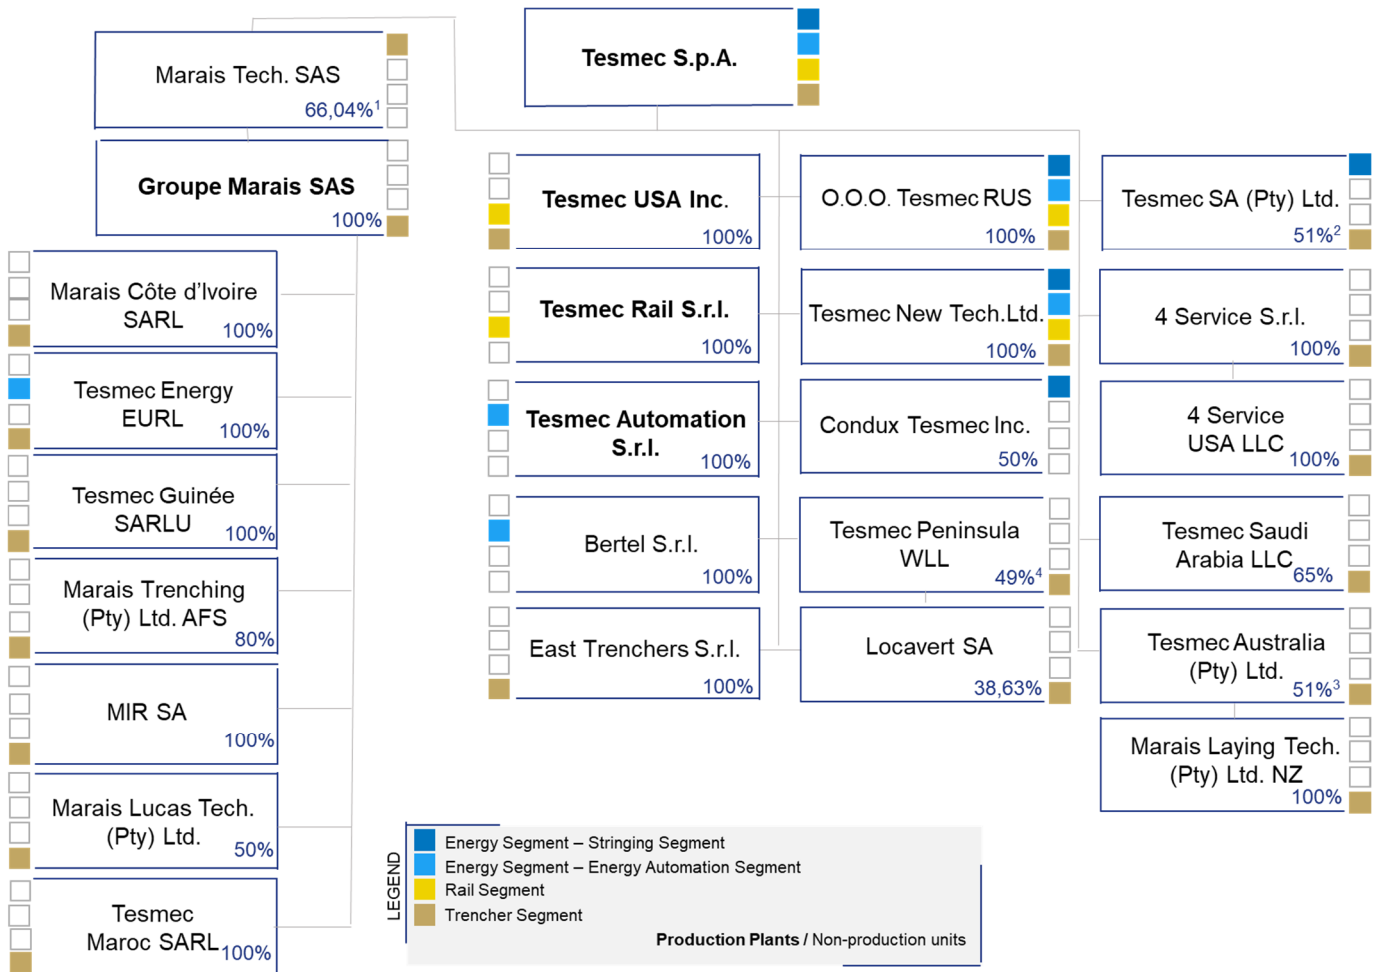 Tesmec S.p.A.
Marais Tech. SAS
66,04%1
Groupe Marais SAS
100%
Marais Côte d'Ivoire
SARL
100%
Tesmec Energy
EURL
100%
Tesmec Guinée
SARLU
100%
Marais Trenching
(Pty) Ltd. AFS
80%
MIR SA
100%
Marais Lucas Tech.
(Pty) Ltd.
50%
Tesmec
Maroc SARL
100%
Tesmec USA Inc.
100%
Tesmec Rail S.r.l.
100%
Tesmec Automation
S.r.l.
100%
Bertel S.r.l.
100%
East Trenchers S.r.l.
100%
O.O.O. Tesmec RUS
100%
Tesmec New Tech.Ltd.
100%
Condux Tesmec Inc.
50%
Tesmec Peninsula
WLL
49%4
Locavert SA
38,63%
Tesmec SA (Pty) Ltd.
51%2
4 Service S.r.l.
100%
4 Service
USA LLC
100%
Tesmec Saudi
Arabia LLC
65%
Tesmec Australia
(Pty) Ltd.
51%3
Marais Laying Tech.
(Pty) Ltd. NZ
100%
LEGEND
Energy Segment – Stringing Segment
Energy Segment – Energy Automation Segment
Rail Segment
Trencher Segment
Production Plants / Non-production units